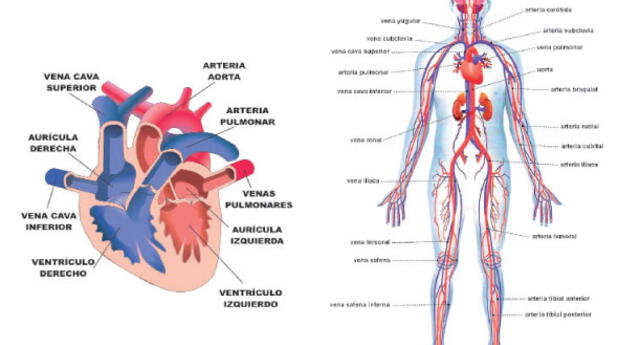 VENA CAVA
SUPERIOR
ARTERIA
AORTA
ARTERIA
PULMONAR
AURÍCULA
DERECHA
VENAS
PULMONARES
VENA CAVA
INFERIOR
AURÍCULA
IZQUIERDA
VENTRÍCULO
DERECHO
VENTRÍCULO
IZQUIERDO
arteria carótida
vena yugular
arteria subclavia
vena cubclavia
vena pulmonar
vena cava superior
aorta
arteria pulmonar
arteria braquial
vena cava inferior
arteria radial
vena renal
arteria cubital
arteria iliaca
vena iliaca
arteria femoral
vena femoral
vena safena
arteria tibial anterior
vena safena interna
arteria tibial posterior